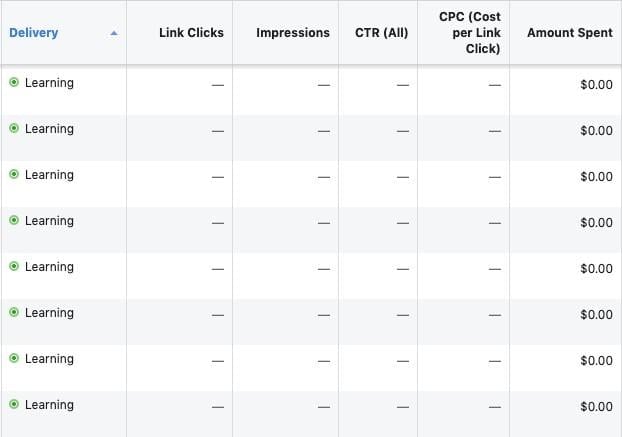 Delivery Link Clicks Impressions CTR (All) CPC (Cost per Link Click) Amount Spent
Learning — — — — $0.00
Learning — — — — $0.00
Learning — — — — $0.00
Learning — — — — $0.00
Learning — — — — $0.00
Learning — — — — $0.00
Learning — — — — $0.00
Learning — — — — $0.00